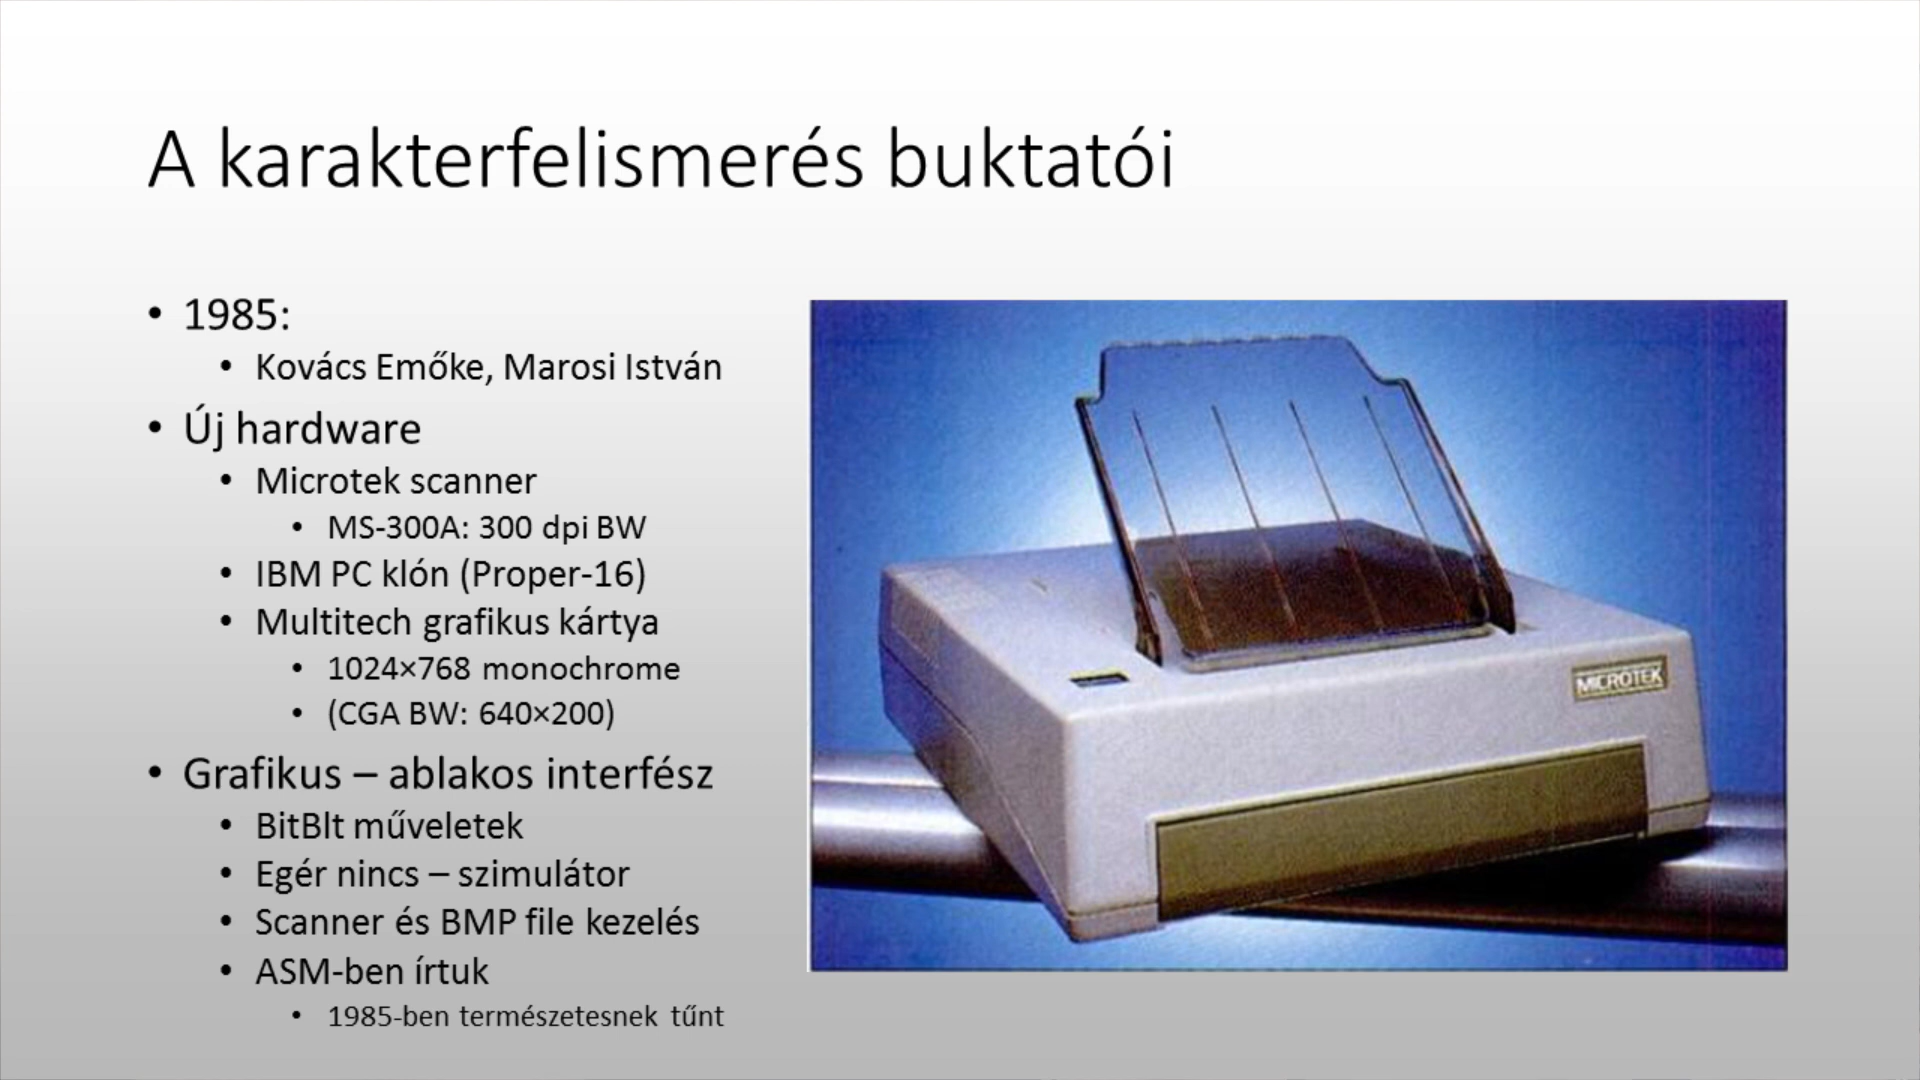 A karakterfelismerés buktatói
• 1985:
• Kovács Emőke, Marosi István
• Új hardware
• Microtek scanner
• MS-300A: 300 dpi BW
• IBM PC klón (Proper-16)
• Multitech grafikus kártya
• 1024×768 monochrome
• (CGA BW: 640×200)
• Grafikus – ablakos interfész
• BitBlt műveletek
• Egér nincs – szimulátor
• Scanner és BMP file kezelés
• ASM-ben írtuk
• 1985-ben természetesnek tűnt
MICROTEK